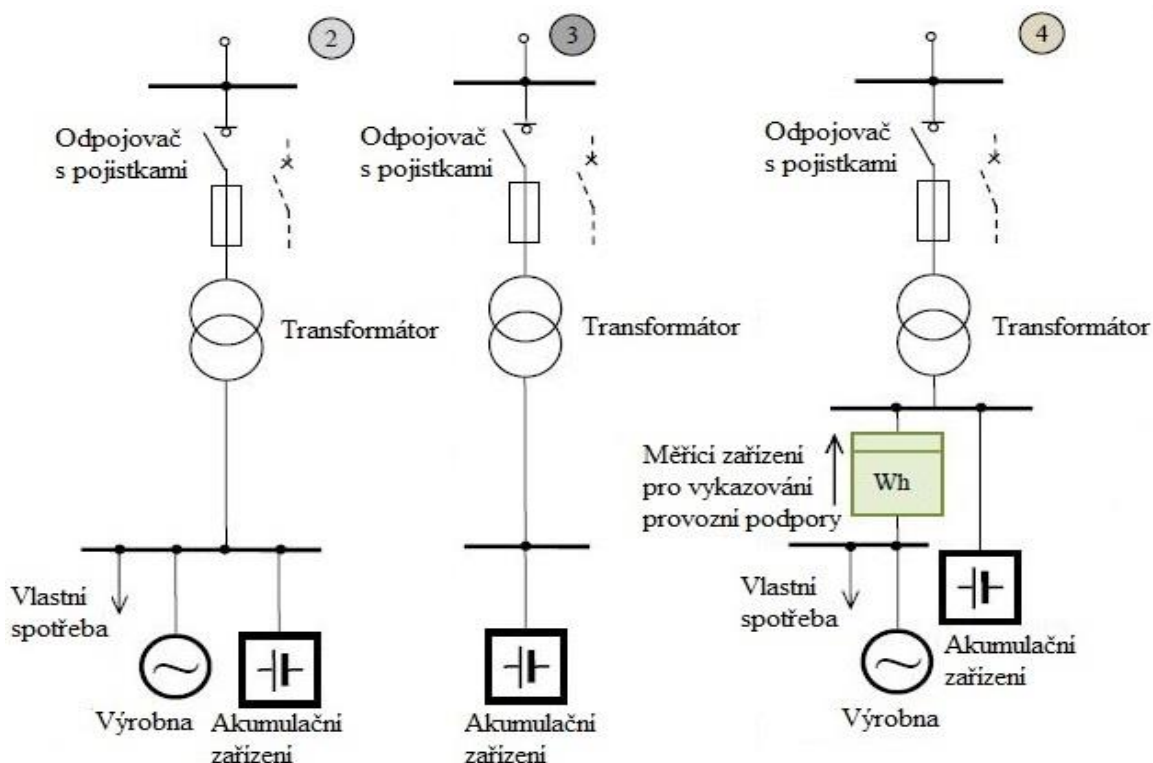 2
3
4
Odpojovač
s pojistkami
Odpojovač
s pojistkami
Odpojovač
s pojistkami
Transformátor
Transformátor
Transformátor
Měřící zařízení
pro vykazování
provozní podpory
Wh
Vlastní
spotřeba
Výrobna
Akumulační
zařízení
Akumulační
zařízení
Vlastní
spotřeba
Výrobna
Akumulační
zařízení